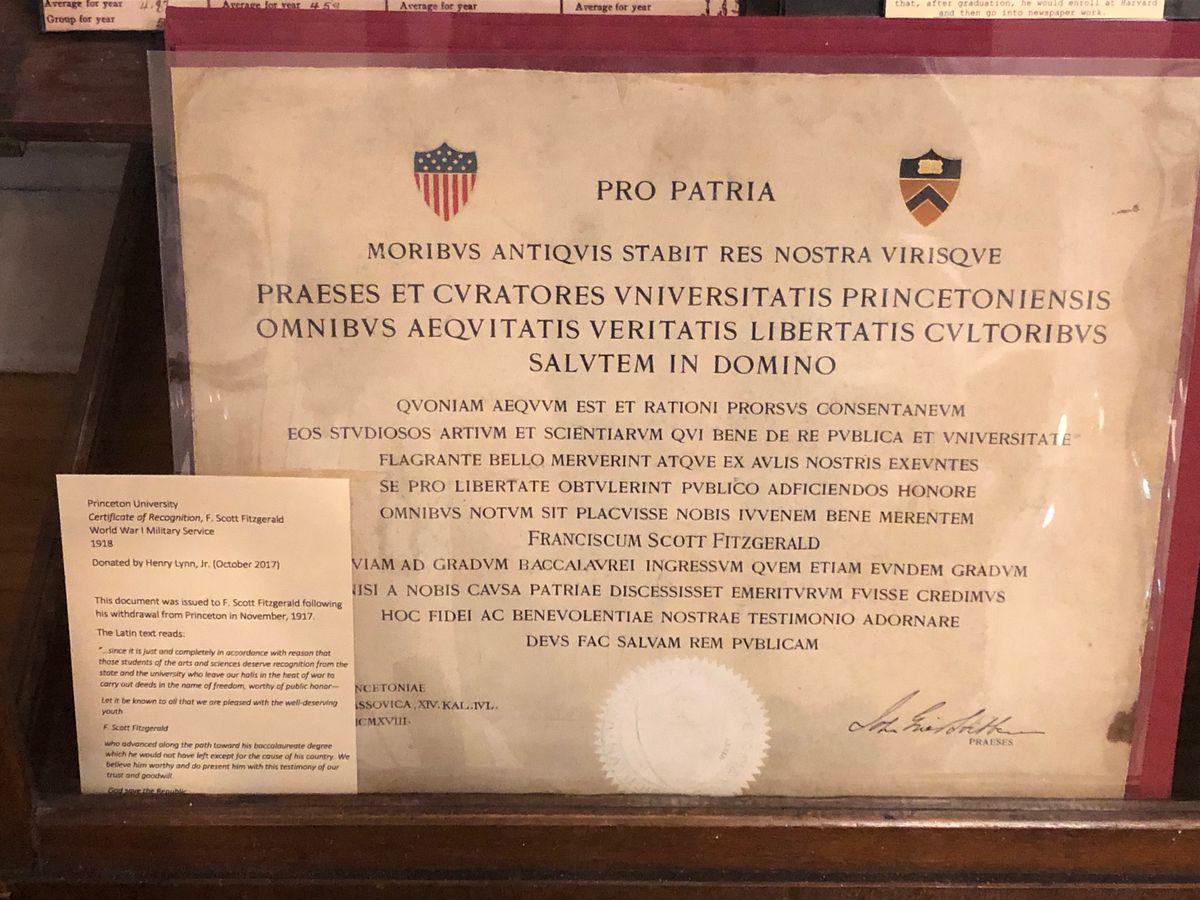 Average for year
Average for year 4.59
Average for year
Average for year
Group for year
that, after graduation, he would enroll at Harvard
and then go into newspaper work.
PRO PATRIA
MORIBVS ANTIQVIS STABIT RES NOSTRA VIRISQVE
PRAESES ET CVRATORES VNIVERSITATIS PRINCETONIENSIS
OMNIBVS AEQVITATIS VERITATIS LIBERTATIS CVLTORIBVS
SALVTEM IN DOMINO
QVONIAM AEQVVM EST ET RATIONI PRORSVS CONSENTANEVM
EOS STVDIOSOS ARTIVM ET SCIENTIARVM QVI BENE DE RE PVBLICA ET VNIVERSITATE
FLAGRANTE BELLO MERVERINT ATQVE EX AVLIS NOSTRIS EXEVNTES
SE PRO LIBERTATE OBTVLERINT PVBLICO ADFICIENDOS HONORE
OMNIBVS NOTVM SIT PLACVISSE NOBIS IVVENEM BENE MERENTEM
FRANCISCUM SCOTT FITZGERALD
VIAM AD GRADVM BACCALAVREI INGRESSVM QVEM ETIAM EVNDEM GRADVM
NISI A NOBIS CAVSA PATRIAE DISCESSISSET EMERITVRVM FVISSE CREDIMVS
HOC FIDEI AC BENEVOLENTIAE NOSTRAE TESTIMONIO ADORNARE
DEVS FAC SALVAM REM PVBLICAM
NCETONIAE
ASSOVICA, XIV. KAL. IVL.
CMXVIII
PRAESES
Princeton University
Certificate of Recognition, F. Scott Fitzgerald
World War I Military Service
1918
Donated by Henry Lynn, Jr. (October 2017)
This document was issued to F. Scott Fitzgerald following
his withdrawal from Princeton in November, 1917.
The Latin text reads:
"...since it is just and completely in accordance with reason that
those students of the arts and sciences deserve recognition from the
state and the university who leave our halls in the heat of war to
carry out deeds in the name of freedom, worthy of public honor—
Let it be known to all that we are pleased with the well-deserving
youth
F. Scott Fitzgerald
who advanced along the path toward his baccalaureate degree
which he would not have left except for the cause of his country. We
believe him worthy and do present him with this testimony of our
trust and goodwill.
God save the Republic